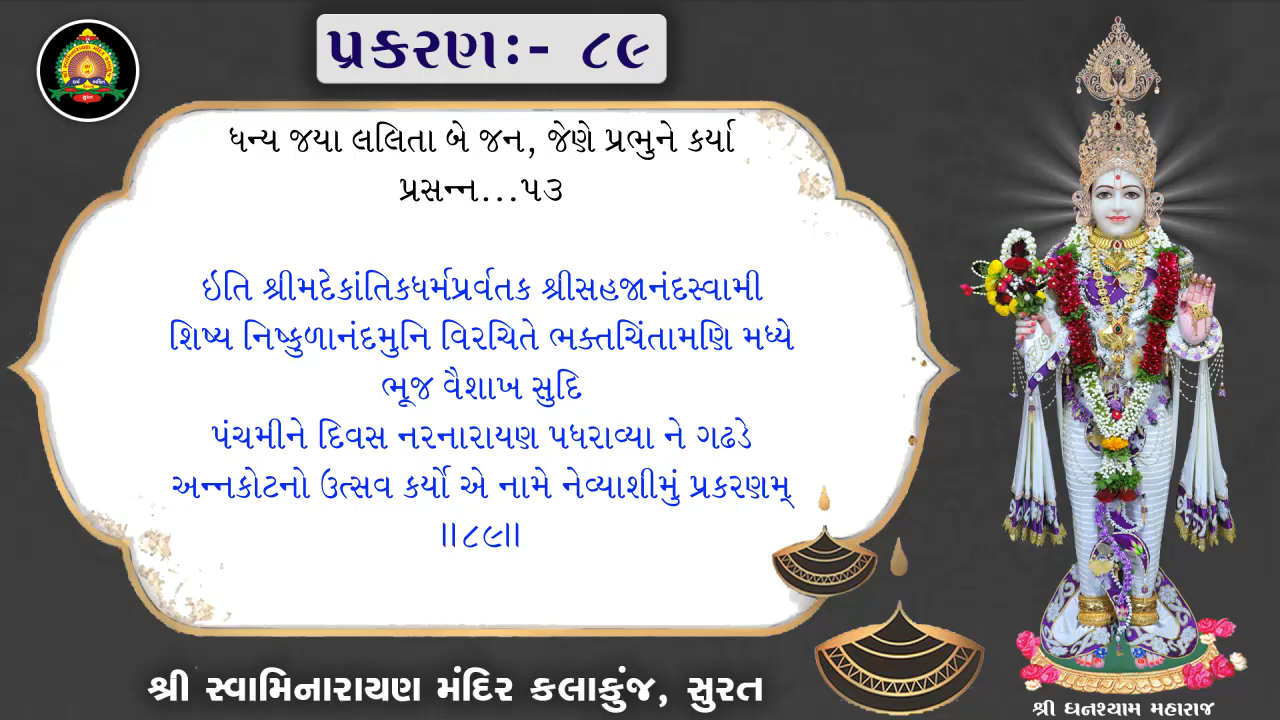 પ્રકરણઃ- ૮૯
ધન્ય જયા લલિતા બે જન, જેણે પ્રભુને કર્યા
પ્રસન્ન...૫૩
ઇતિ શ્રીમદેકાંતિકધર્મપ્રર્વતક શ્રીસહજાનંદસ્વામી
શિષ્ય નિષ્કુળાનંદમુનિ વિરચિતે ભક્તચિંતામણિ મધ્યે
ભૂજ વૈશાખ સુદિ
પંચમીને દિવસ નરનારાયણ પધરાવ્યા ને ગઢડે
અન્નકોટનો ઉત્સવ કર્યો એ નામે નેવ્યાશીમું પ્રકરણમ્
॥૮૯॥
શ્રી સ્વામિનારાયણ મંદિર કલાકુંજ, સુરત
શ્રી ઘનશ્યામ મહારાજ